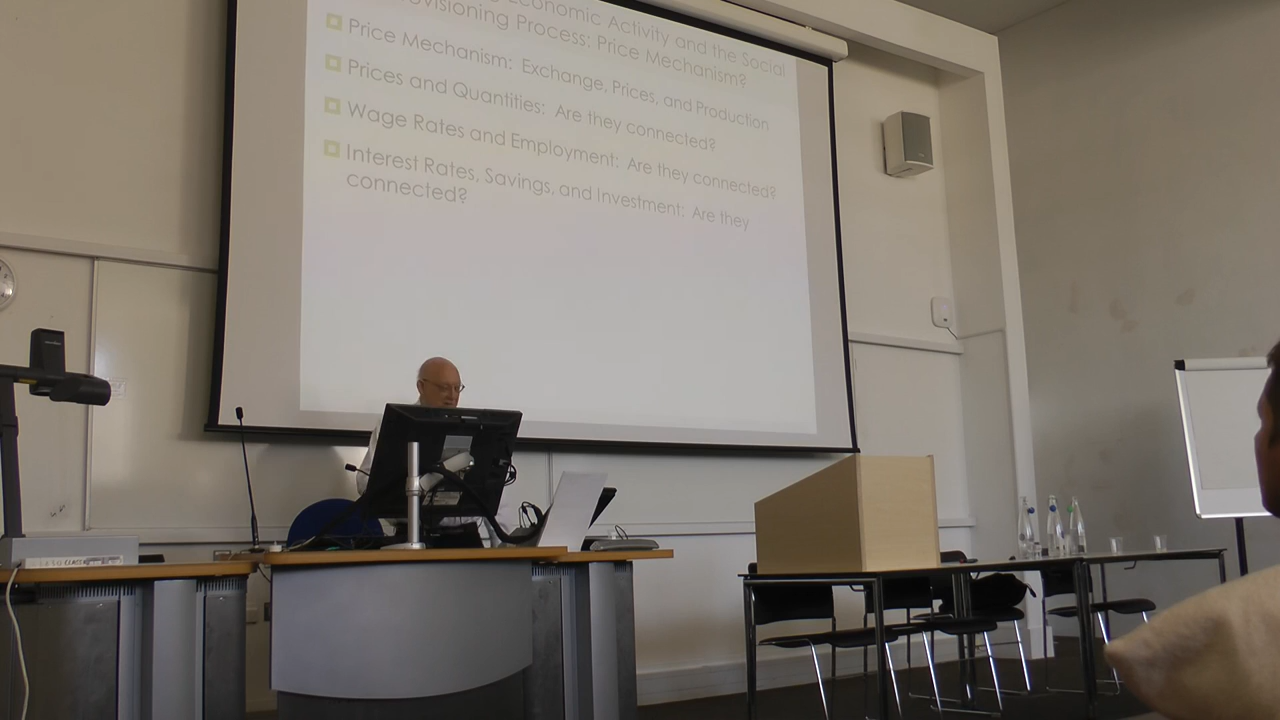 Economic Activity and the Social
Provisioning Process: Price Mechanism?
Price Mechanism: Exchange, Prices, and Production
Prices and Quantities: Are they connected?
Wage Rates and Employment: Are they connected?
Interest Rates, Savings, and Investment: Are they
connected?